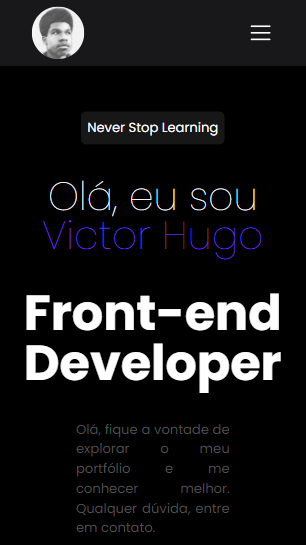 Never Stop Learning
Olá, eu sou
Victor Hugo
Front-end
Developer
Olá, fique a vontade de
explorar o meu
portfólio e me
conhecer melhor.
Qualquer dúvida, entre
em contato.